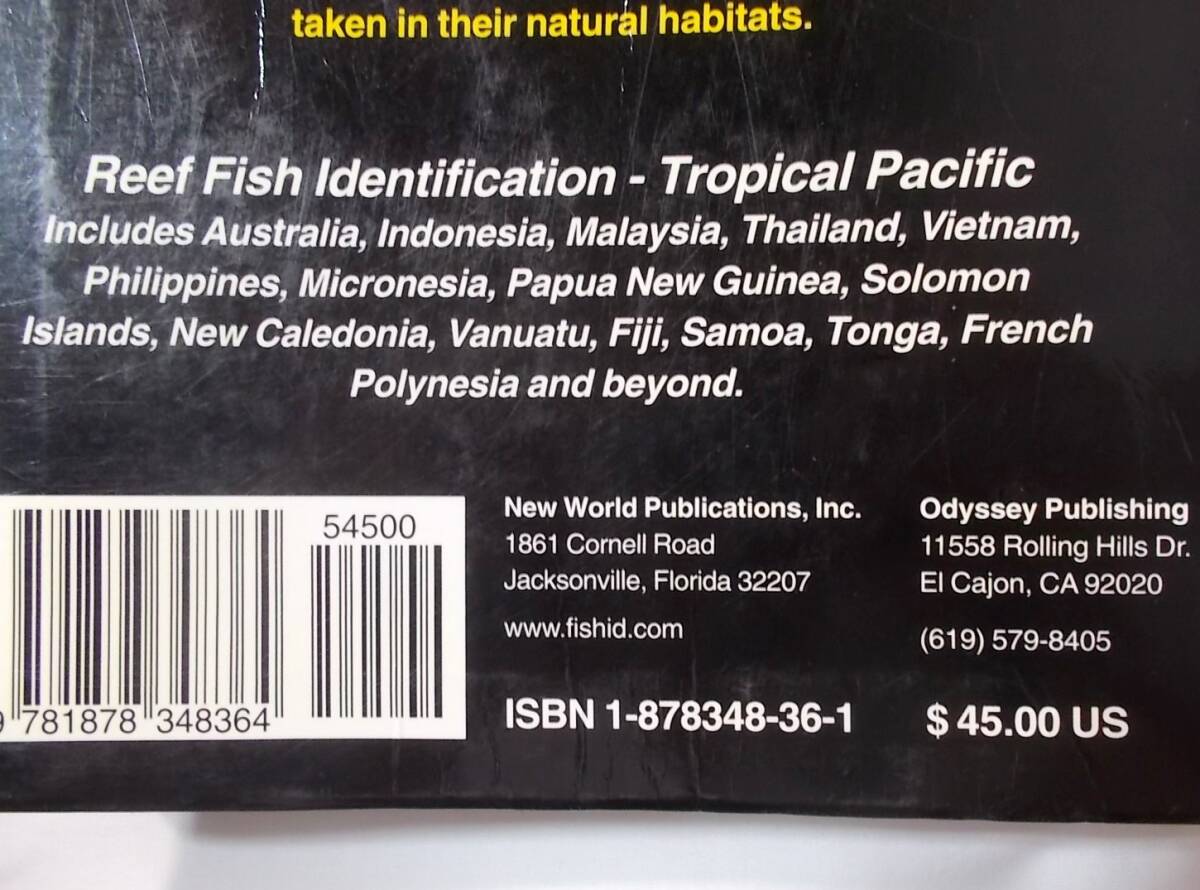 taken in their natural habitats.
Reef Fish Identification - Tropical Pacific
Includes Australia, Indonesia, Malaysia, Thailand, Vietnam,
Philippines, Micronesia, Papua New Guinea, Solomon
Islands, New Caledonia, Vanuatu, Fiji, Samoa, Tonga, French
Polynesia and beyond.
54500
9 781878 348364
New World Publications, Inc.
1861 Cornell Road
Jacksonville, Florida 32207
www.fishid.com
ISBN 1-878348-36-1
Odyssey Publishing
11558 Rolling Hills Dr.
El Cajon, CA 92020
(619) 579-8405
$ 45.00 US